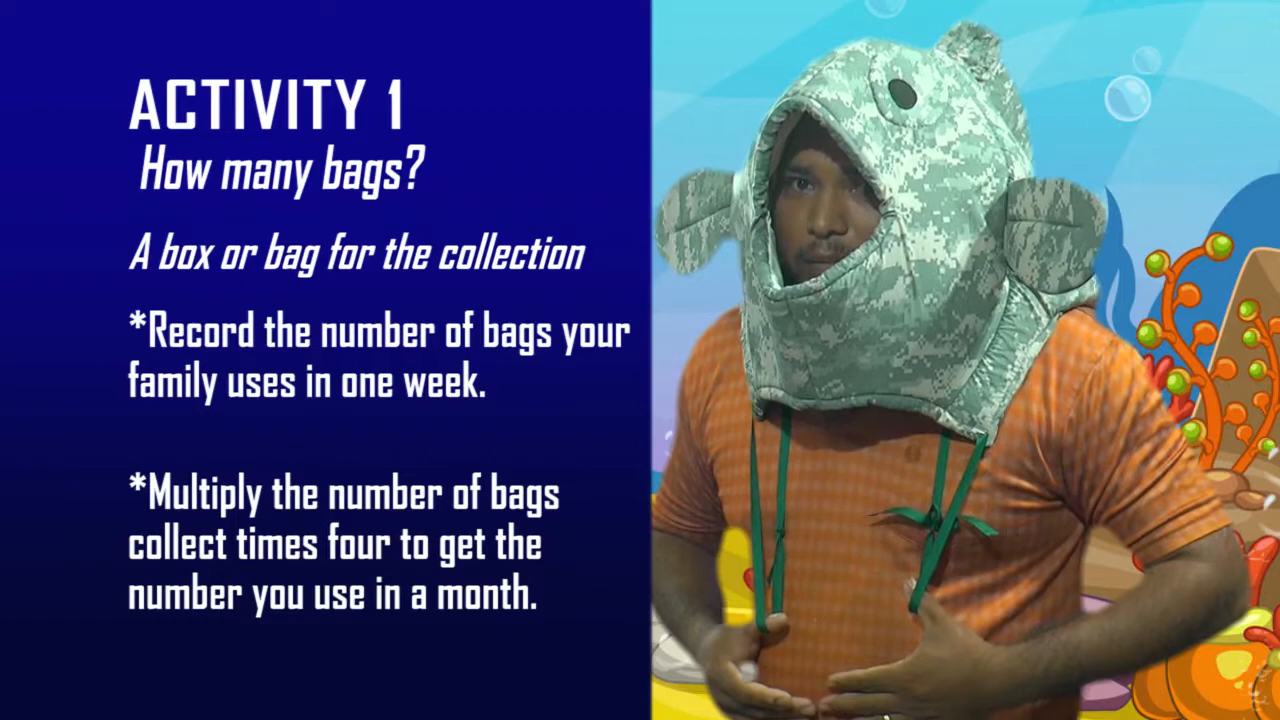 ACTIVITY 1
How many bags?
A box or bag for the collection
*Record the number of bags your
family uses in one week.
*Multiply the number of bags
collect times four to get the
number you use in a month.